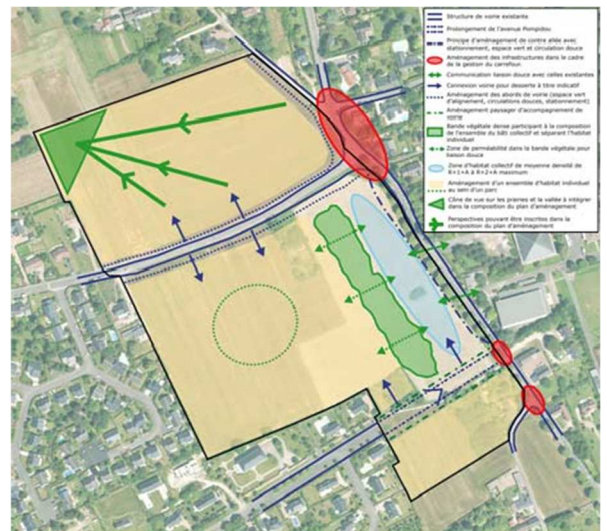 Structure de voirie existante
Prolongement de l'avenue Pompidou
Principe d'aménagement de contre allée avec
stationnement, espace vert et circulation douce
Aménagement des infrastructures dans le cadre
de la gestion du carrefour
Communication liaison douce avec celles existantes
Connexion voirie pour desserte à titre indicatif
Aménagement des abords de voirie (espace vert
d'alignement, circulations douces, stationnement)
Aménagement paysager d'accompagnement de
voirie
Bande végétale dense participant à la composition
de l'ensemble du bâti collectif et séparant l'habitat
individuel
Zone de perméabilité dans la bande végétale pour
liaison douce
Zone d'habitat collectif de moyenne densité de
R+1+A à R+2+A maximum
Aménagement d'un ensemble d'habitat individuel
au sein d'un parc
Cône de vue sur les prairies et la vallée à intégrer
dans la composition du plan d'aménagement
Perspectives pouvant être inscrites dans la
composition du plan d'aménagement